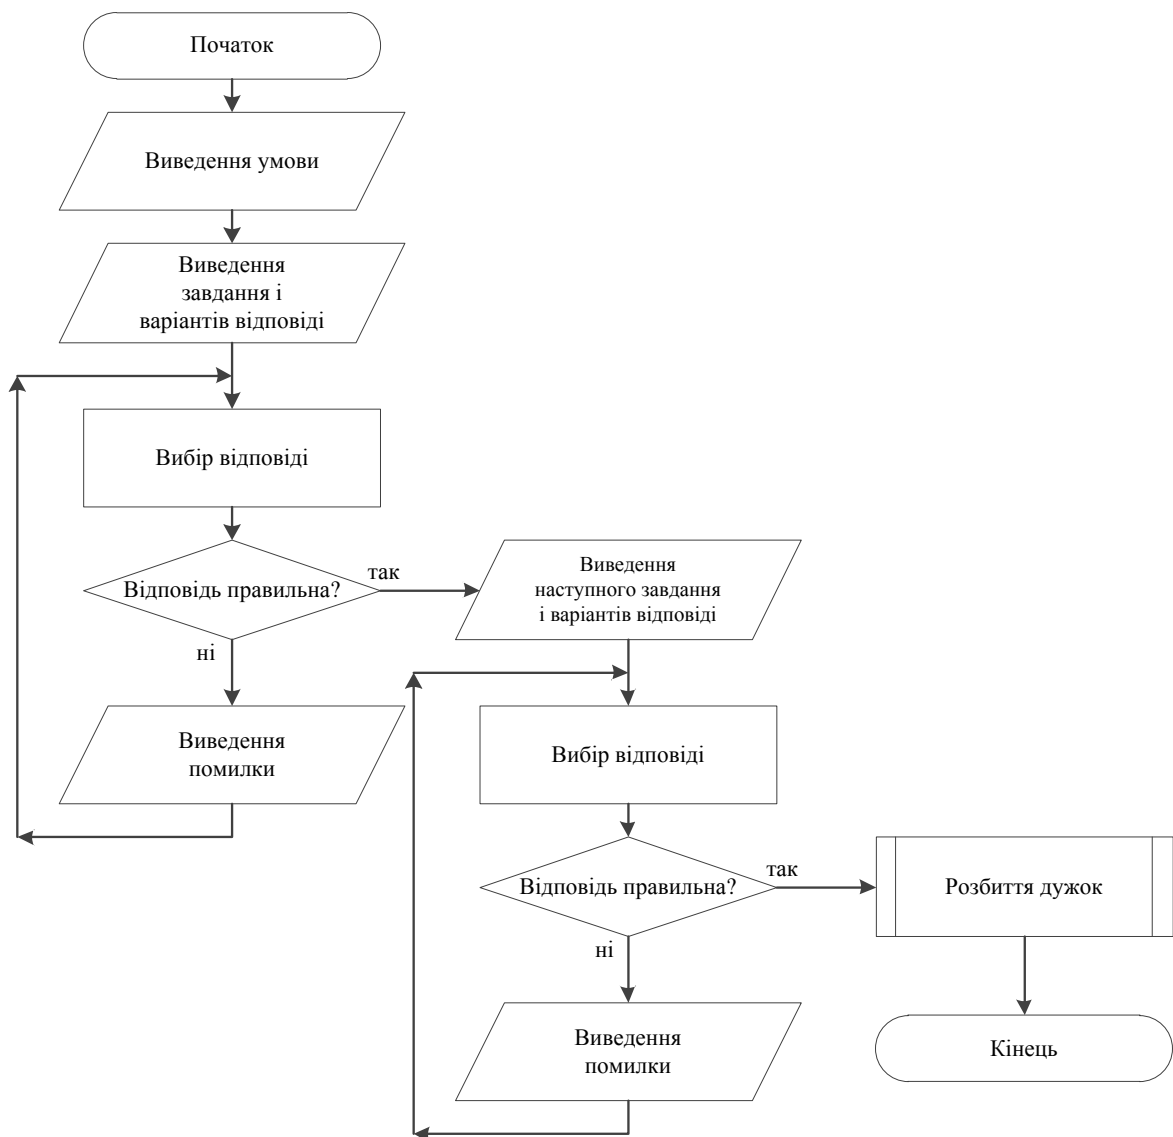 Початок
Виведення умови
Виведення
завдання і
варіантів відповіді
Вибір відповіді
Відповідь правильна?
так
ні
Виведення
помилки
Виведення
наступного завдання
і варіантів відповіді
Вибір відповіді
Відповідь правильна?
так
ні
Виведення
помилки
Розбиття дужок
Кінець